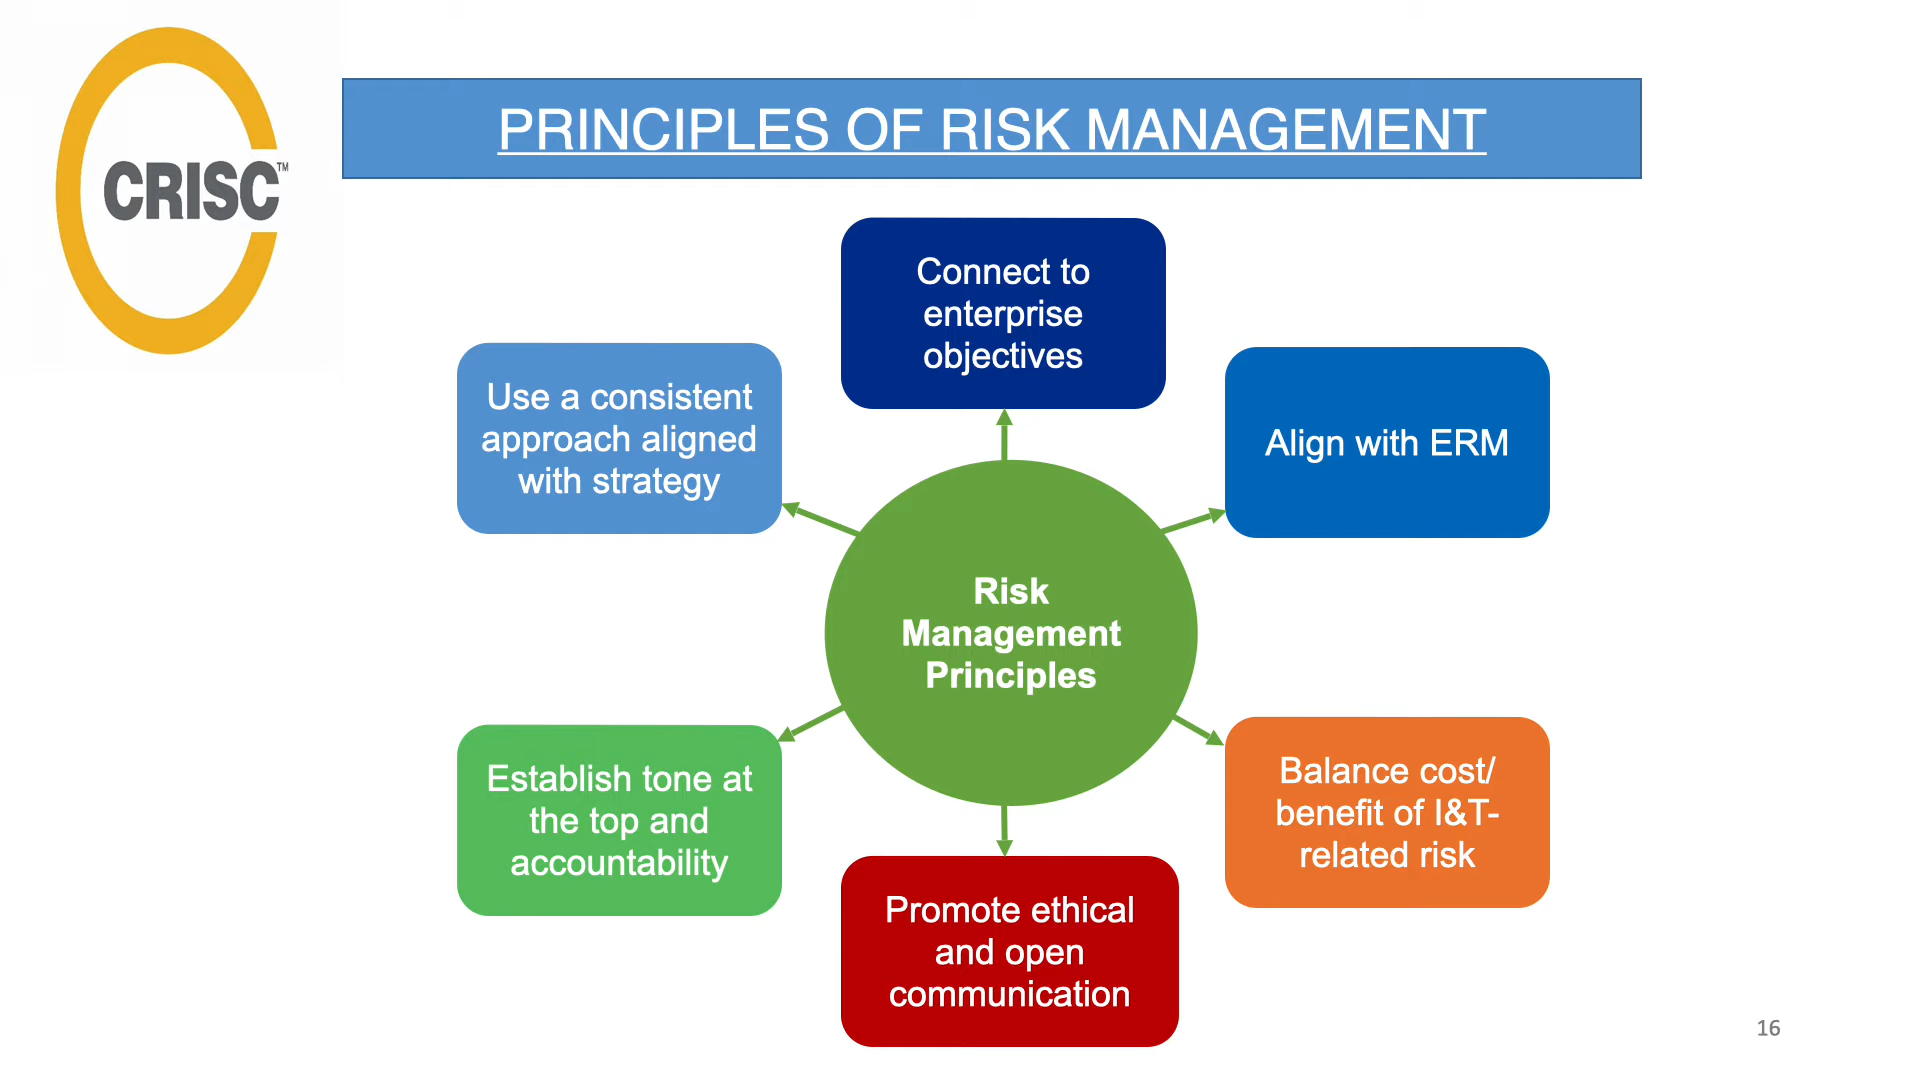 CRISC™
PRINCIPLES OF RISK MANAGEMENT
Connect to
enterprise
objectives
Use a consistent
approach aligned
with strategy
Align with ERM
Risk
Management
Principles
Establish tone at
the top and
accountability
Balance cost/
benefit of I&T-
related risk
Promote ethical
and open
communication
16